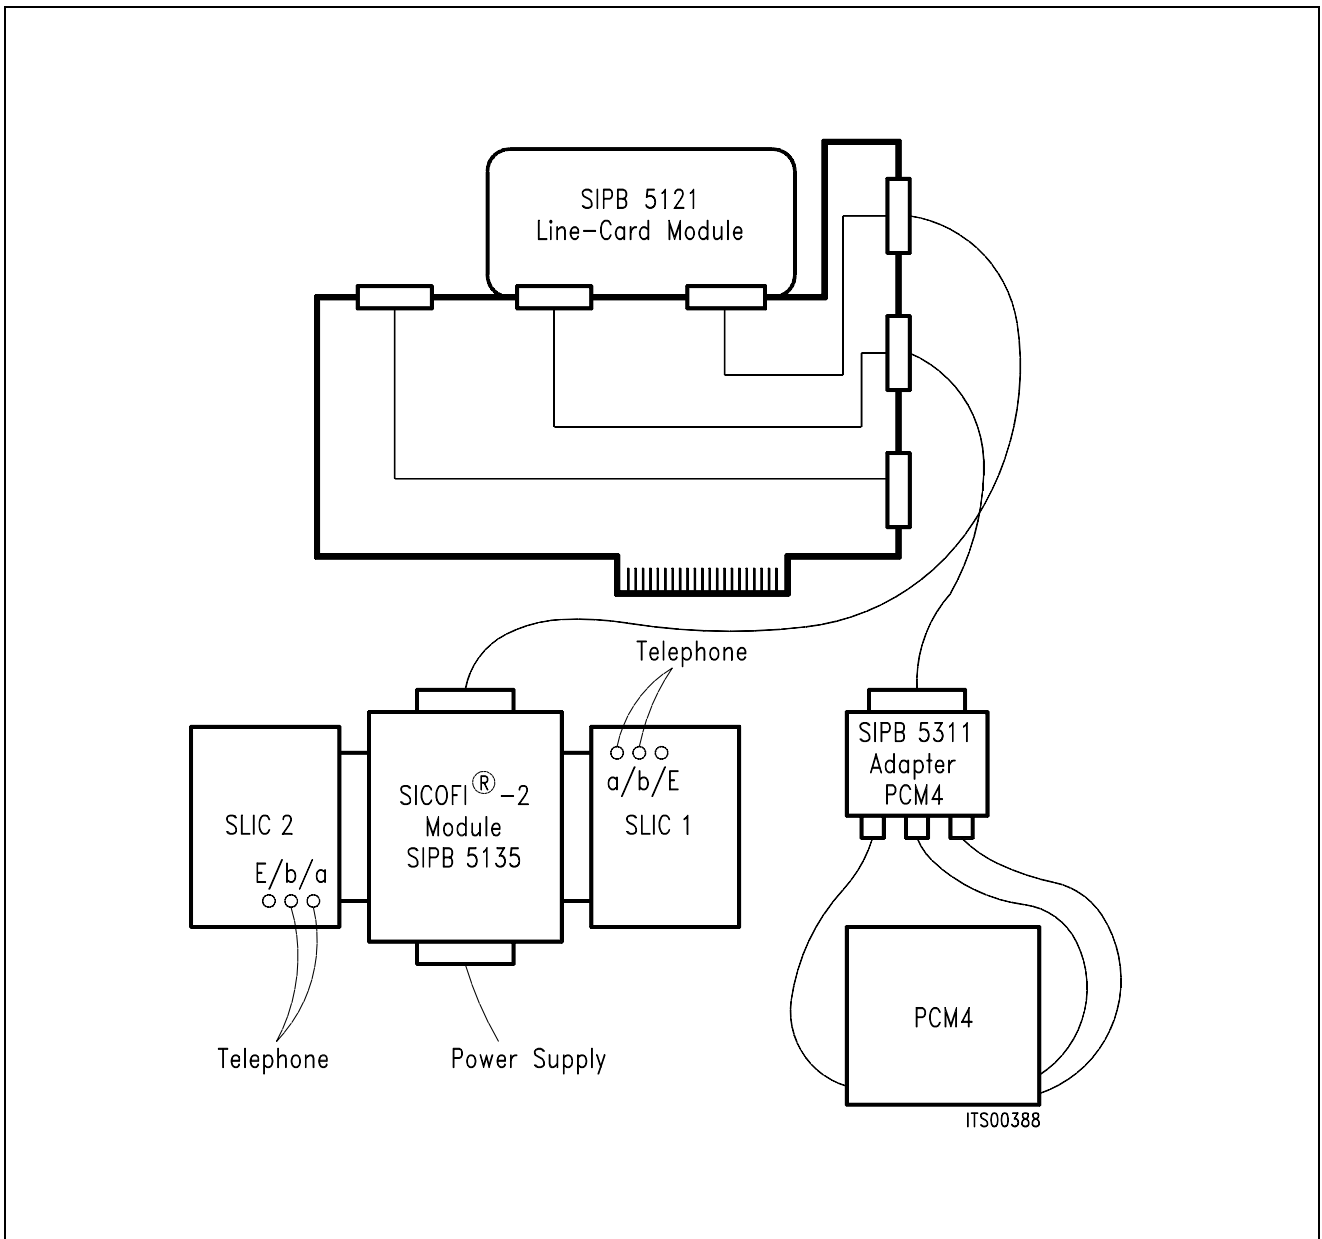 SIPB 5121
Line-Card Module
Telephone
SICOFI®-2
Module
SIPB 5135
SLIC 2
E/b/a
a/b/E
SLIC 1
SIPB 5311
Adapter
PCM4
PCM4
Telephone
Power Supply
ITS00388